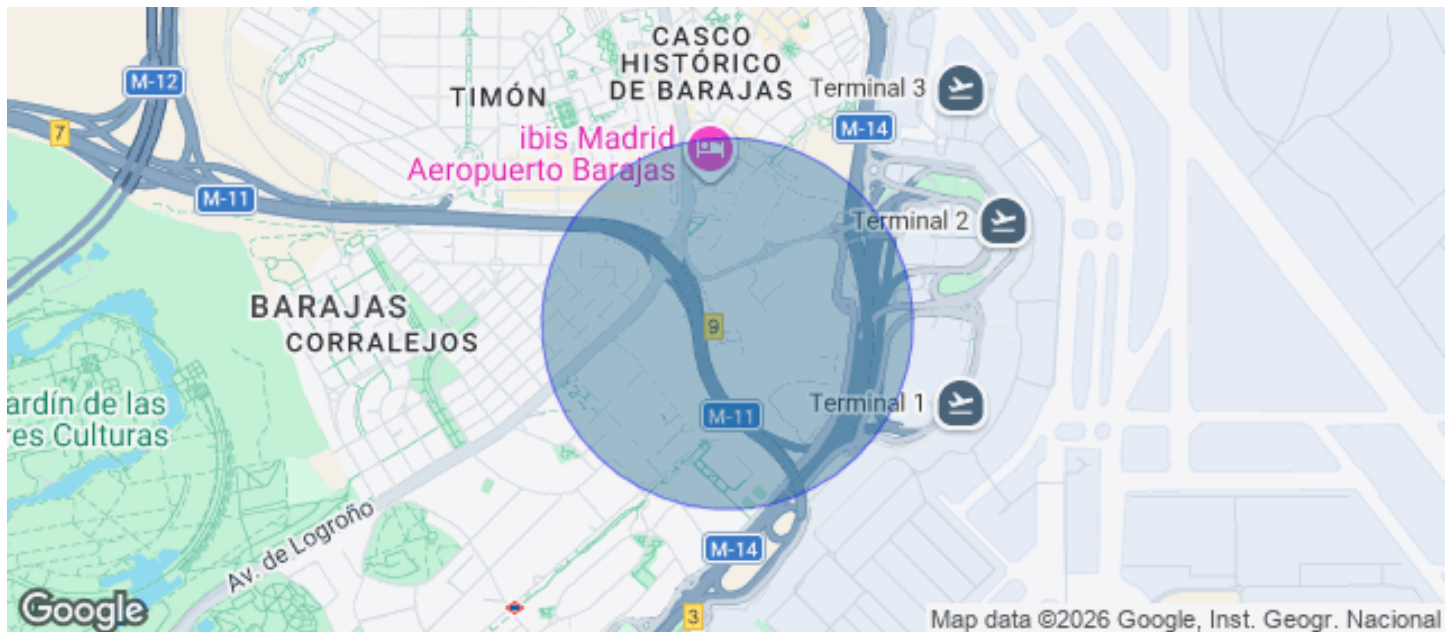 CASCO
HISTÓRICO
DE BARAJAS
Terminal 3
M-12
TIMÓN
7
M-14
ibis Madrid
Aeropuerto Barajas
M-11
Terminal 2
BARAJAS
CORRALEJOS
9
ardín de las
res Culturas
M-11
Terminal 1
Av. de Logroño
M-14
3
Google
Map data ©2026 Google, Inst. Geogr. Nacional